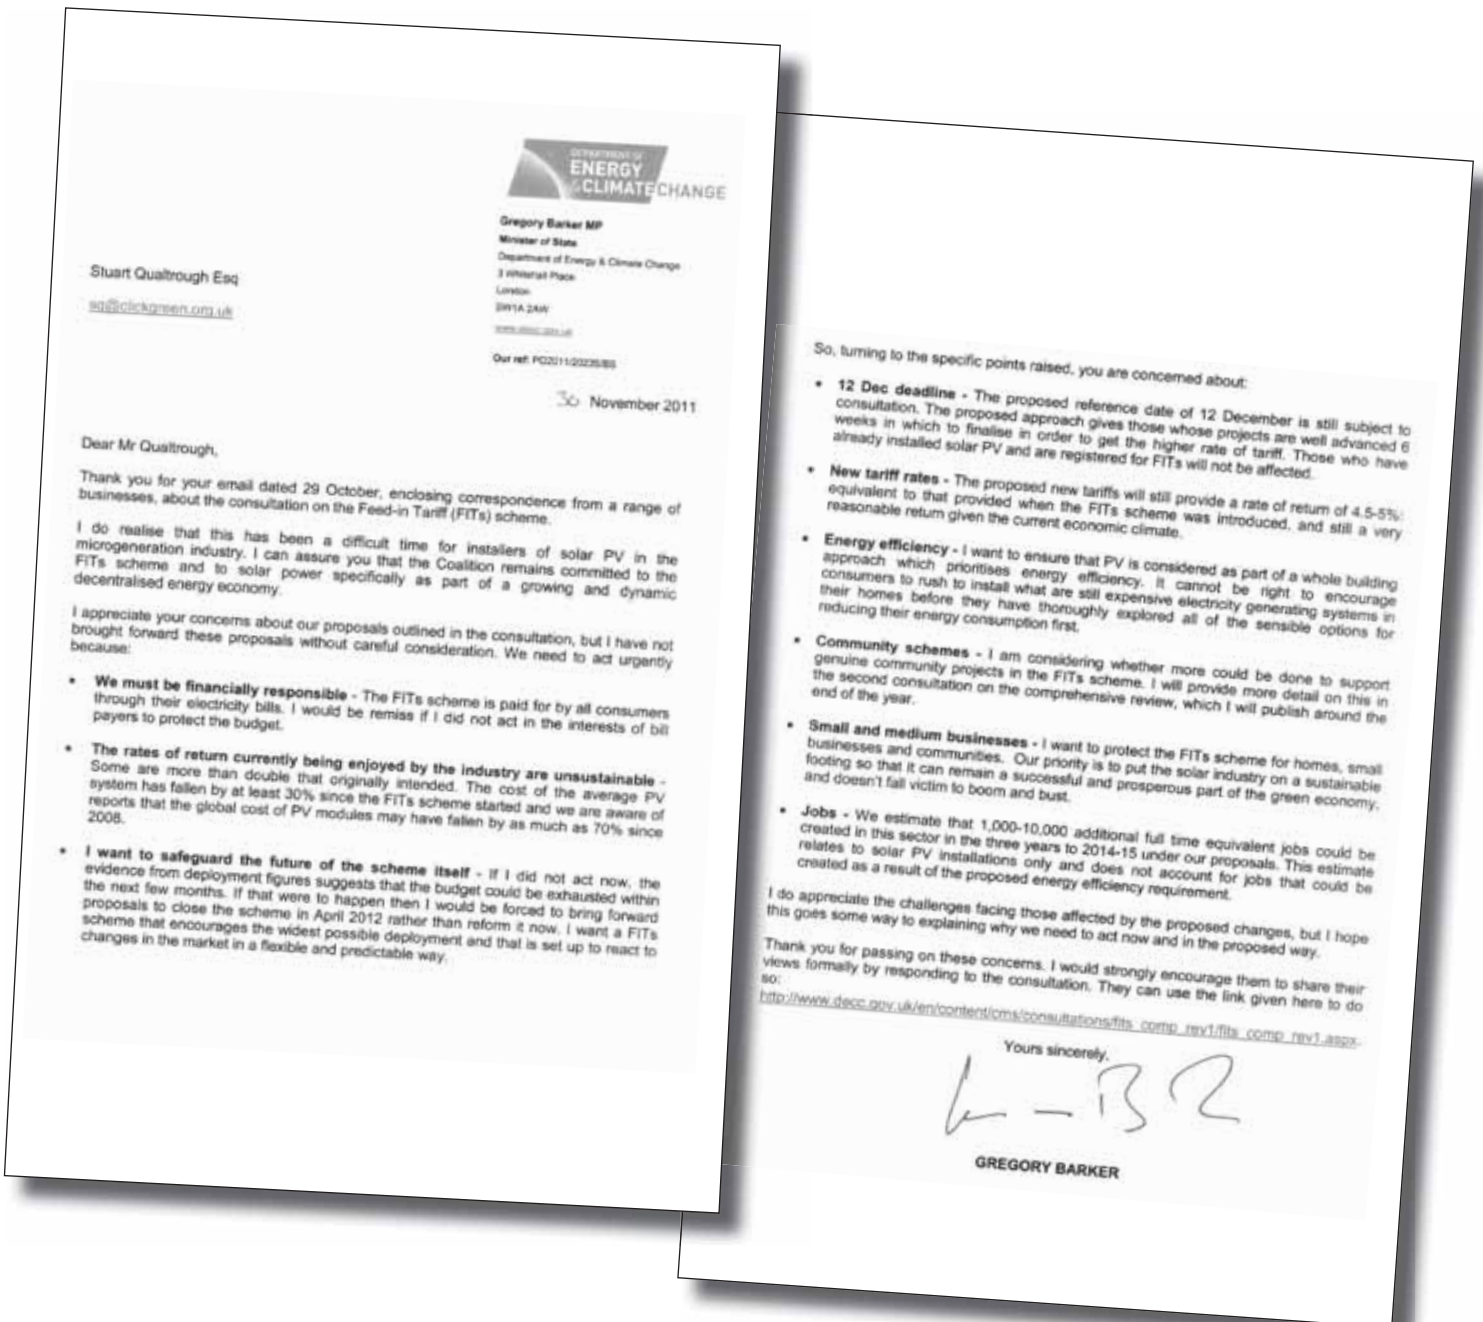 DEPARTMENT OF
ENERGY
&CLIMATECHANGE
Gregory Barker MP
Minister of State
Department of Energy & Climate Change
3 Whitehall Place
London
SW1A 2AW
www.decc.gov.uk
Our ref:
30 November 2011
Stuart Qualtrough Esq
sq@clickgreen.org.uk
Dear Mr Qualtrough,
Thank you for your email dated 29 October, enclosing correspondence from a range of
businesses, about the consultation on the Feed-in Tariff (FITs) scheme.
I do realise that this has been a difficult time for installers of solar PV in the
microgeneration industry. I can assure you that the Coalition remains committed to the
FITs scheme and to solar power specifically as part of a growing and dynamic
decentralised energy economy.
I appreciate your concerns about our proposals outlined in the consultation, but I have not
brought forward these proposals without careful consideration. We need to act urgently
because:
• We must be financially responsible - The FITs scheme is paid for by all consumers
through their electricity bills. I would be remiss if I did not act in the interests of bill
payers to protect the budget.
• The rates of return currently being enjoyed by the industry are unsustainable -
Some are more than double that originally intended. The cost of the average PV
system has fallen by at least 30% since the FITs scheme started and we are aware of
reports that the global cost of PV modules may have fallen by as much as 70% since
2008.
• I want to safeguard the future of the scheme itself - If I did not act now, the
evidence from deployment figures suggests that the budget could be exhausted within
the next few months. If that were to happen then I would be forced to bring forward
proposals to close the scheme in April 2012 rather than reform it now. I want a FITs
scheme that encourages the widest possible deployment and that is set up to react to
changes in the market in a flexible and predictable way.
So, turning to the specific points raised, you are concerned about:
• 12 Dec deadline - The proposed reference date of 12 December is still subject to
consultation. The proposed approach gives those whose projects are well advanced 6
weeks in which to finalise in order to get the higher rate of tariff. Those who have
already installed solar PV and are registered for FITs will not be affected.
• New tariff rates - The proposed new tariffs will still provide a rate of return of 4.5-5%:
equivalent to that provided when the FITs scheme was introduced, and still a very
reasonable return given the current economic climate.
• Energy efficiency - I want to ensure that PV is considered as part of a whole building
approach which prioritises energy efficiency. It cannot be right to encourage
consumers to rush to install what are still expensive electricity generating systems in
their homes before they have thoroughly explored all of the sensible options for
reducing their energy consumption first.
• Community schemes - I am considering whether more could be done to support
genuine community projects in the FITs scheme. I will provide more detail on this in
the second consultation on the comprehensive review, which I will publish around the
end of the year.
• Small and medium businesses - I want to protect the FITs scheme for homes, small
businesses and communities. Our priority is to put the solar industry on a sustainable
footing so that it can remain a successful and prosperous part of the green economy,
and doesn't fall victim to boom and bust.
• Jobs - We estimate that 1,000-10,000 additional full time equivalent jobs could be
created in this sector in the three years to 2014-15 under our proposals. This estimate
relates to solar PV installations only and does not account for jobs that could be
created as a result of the proposed energy efficiency requirement.
I do appreciate the challenges facing those affected by the proposed changes, but I hope
this goes some way to explaining why we need to act now and in the proposed way.
Thank you for passing on these concerns. I would strongly encourage them to share their
views formally by responding to the consultation. They can use the link given here to do
so:
http://www.decc.gov.uk/en/content/cms/consultations/fits_comp_rev1/fits_comp_rev1.aspx.
Yours sincerely,
GREGORY BARKER